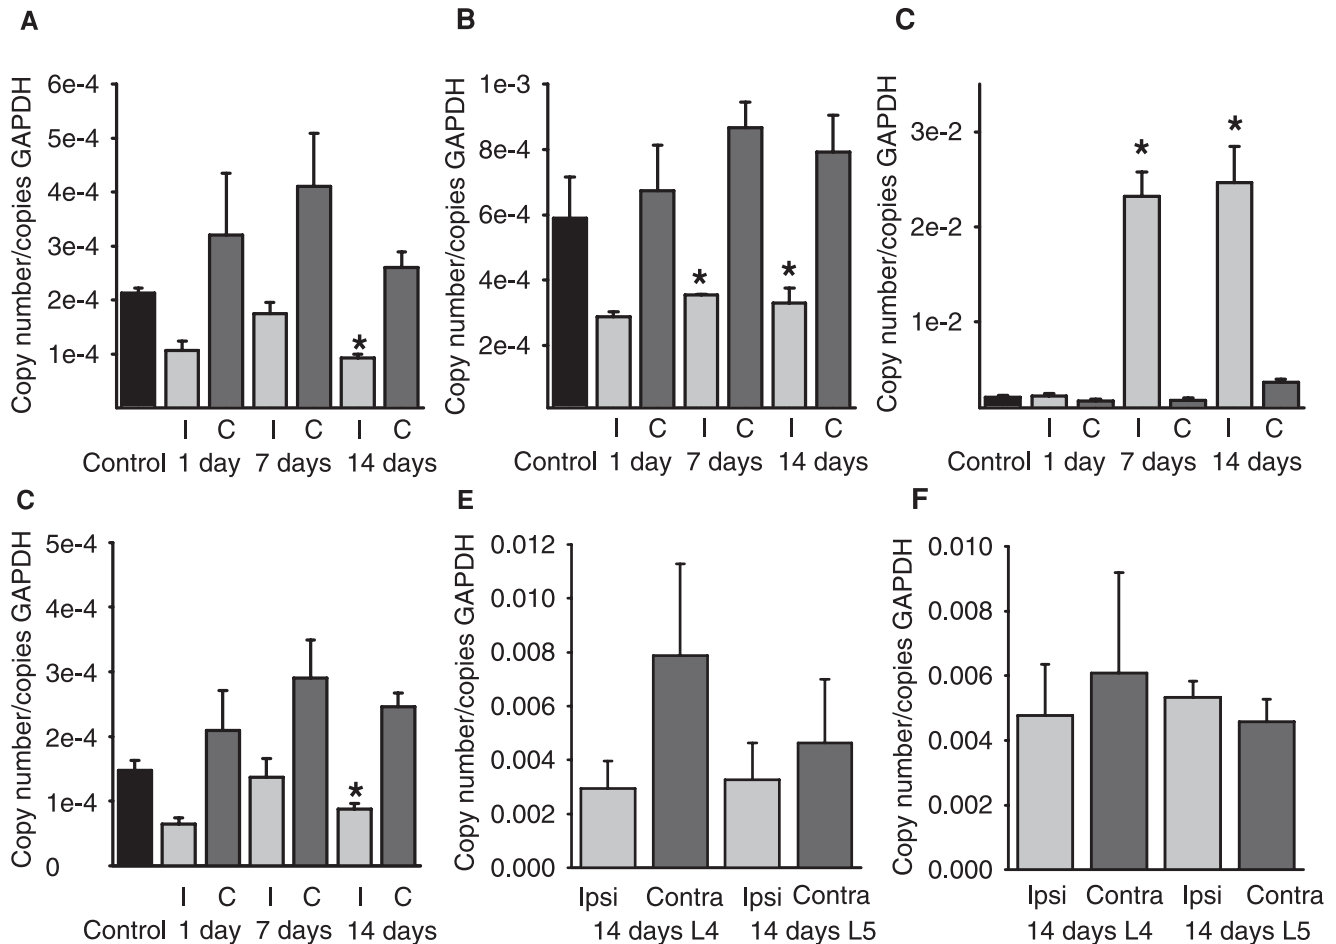 A
Copy number/copies GAPDH
6e-4
5e-4
4e-4
3e-4
2e-4
1e-4
*
I C I C I C
Control 1 day 7 days 14 days
B
Copy number/copies GAPDH
1e-3
8e-4
6e-4
4e-4
2e-4
* *
I C I C I C
Control 1 day 7 days 14 days
C
Copy number/copies GAPDH
3e-2
2e-2
1e-2
* *
I C I C I C
Control 1 day 7 days 14 days
C
Copy number/copies GAPDH
5e-4
4e-4
3e-4
2e-4
1e-4
0
*
I C I C I C
Control 1 day 7 days 14 days
E
Copy number/copies GAPDH
0.012
0.010
0.008
0.006
0.004
0.002
0.000
Ipsi Contra Ipsi Contra
14 days L4 14 days L5
F
Copy number/copies GAPDH
0.010
0.008
0.006
0.004
0.002
0.000
Ipsi Contra Ipsi Contra
14 days L4 14 days L5